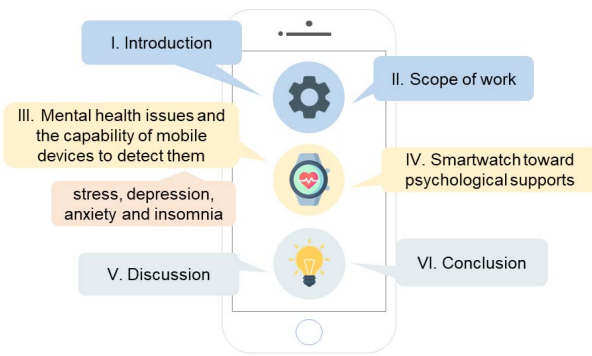 I. Introduction
II. Scope of work
III. Mental health issues and
the capability of mobile
devices to detect them
stress, depression,
anxiety and insomnia
IV. Smartwatch toward
psychological supports
V. Discussion
VI. Conclusion